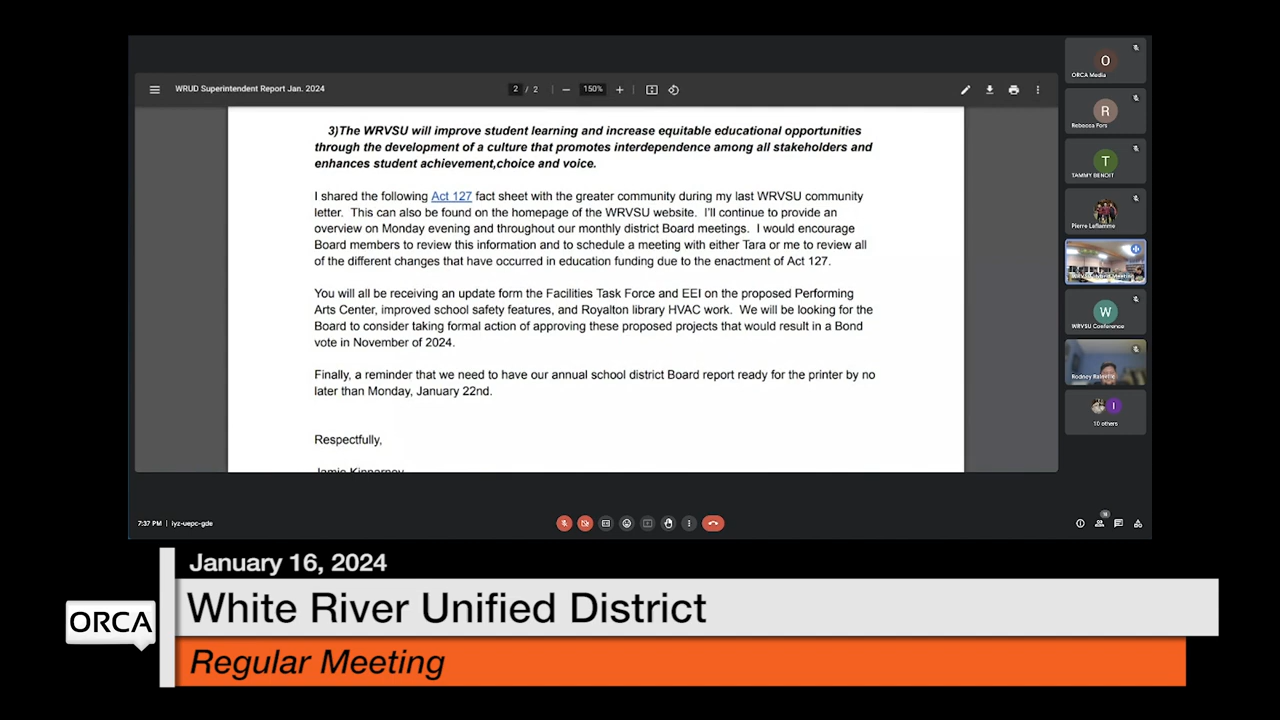 WRUD Superintendent Report Jan. 2024
2 / 2
150%
3)The WRVSU will improve student learning and increase equitable educational opportunities
through the development of a culture that promotes interdependence among all stakeholders and
enhances student achievement,choice and voice.
I shared the following Act 127 fact sheet with the greater community during my last WRVSU community
letter. This can also be found on the homepage of the WRVSU website. I'll continue to provide an
overview on Monday evening and throughout our monthly district Board meetings. I would encourage
Board members to review this information and to schedule a meeting with either Tara or me to review all
of the different changes that have occurred in education funding due to the enactment of Act 127.
You will all be receiving an update form the Facilities Task Force and EEI on the proposed Performing
Arts Center, improved school safety features, and Royalton library HVAC work. We will be looking for the
Board to consider taking formal action of approving these proposed projects that would result in a Bond
vote in November of 2024.
Finally, a reminder that we need to have our annual school district Board report ready for the printer by no
later than Monday, January 22nd.
Respectfully,
Jamie Kinnarney
O
ORCA Media
R
Rebecca Fors
T
TAMMY BENOIT
Pierre Laflamme
W
WRVSU Conference
Rodney
I
10 others
7:37 PM | iyz-uepc-gde
January 16, 2024
White River Unified District
ORCA
Regular Meeting